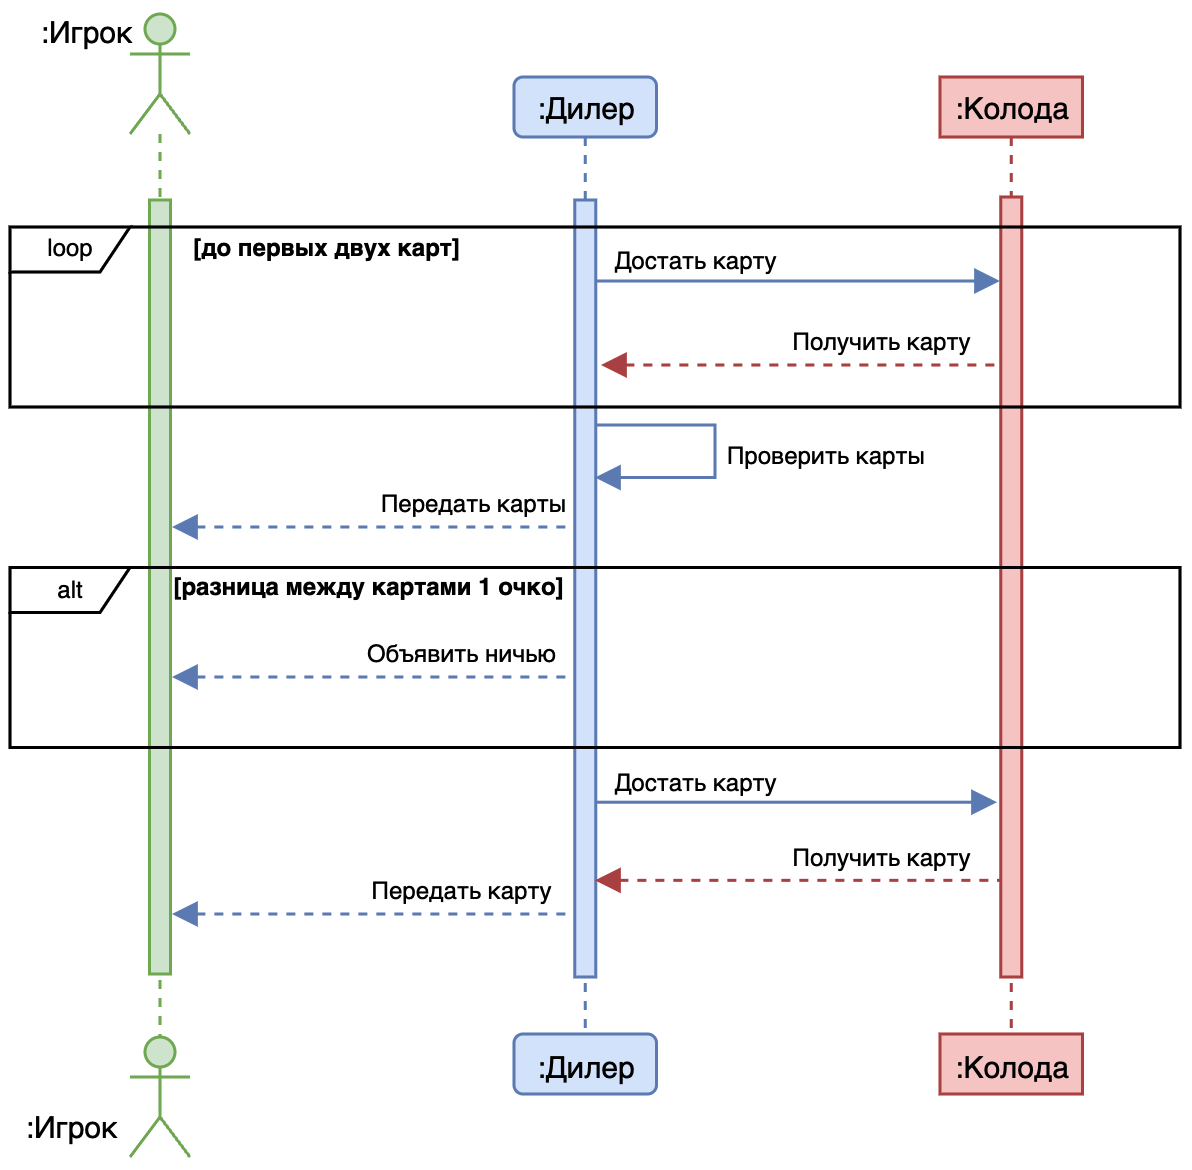 :Игрок
:Дилер
:Колода
loop
[до первых двух карт]
Достать карту
Получить карту
Проверить карты
Передать карты
alt
[разница между картами 1 очко]
Объявить ничью
Достать карту
Получить карту
Передать карту
:Дилер
:Колода
:Игрок